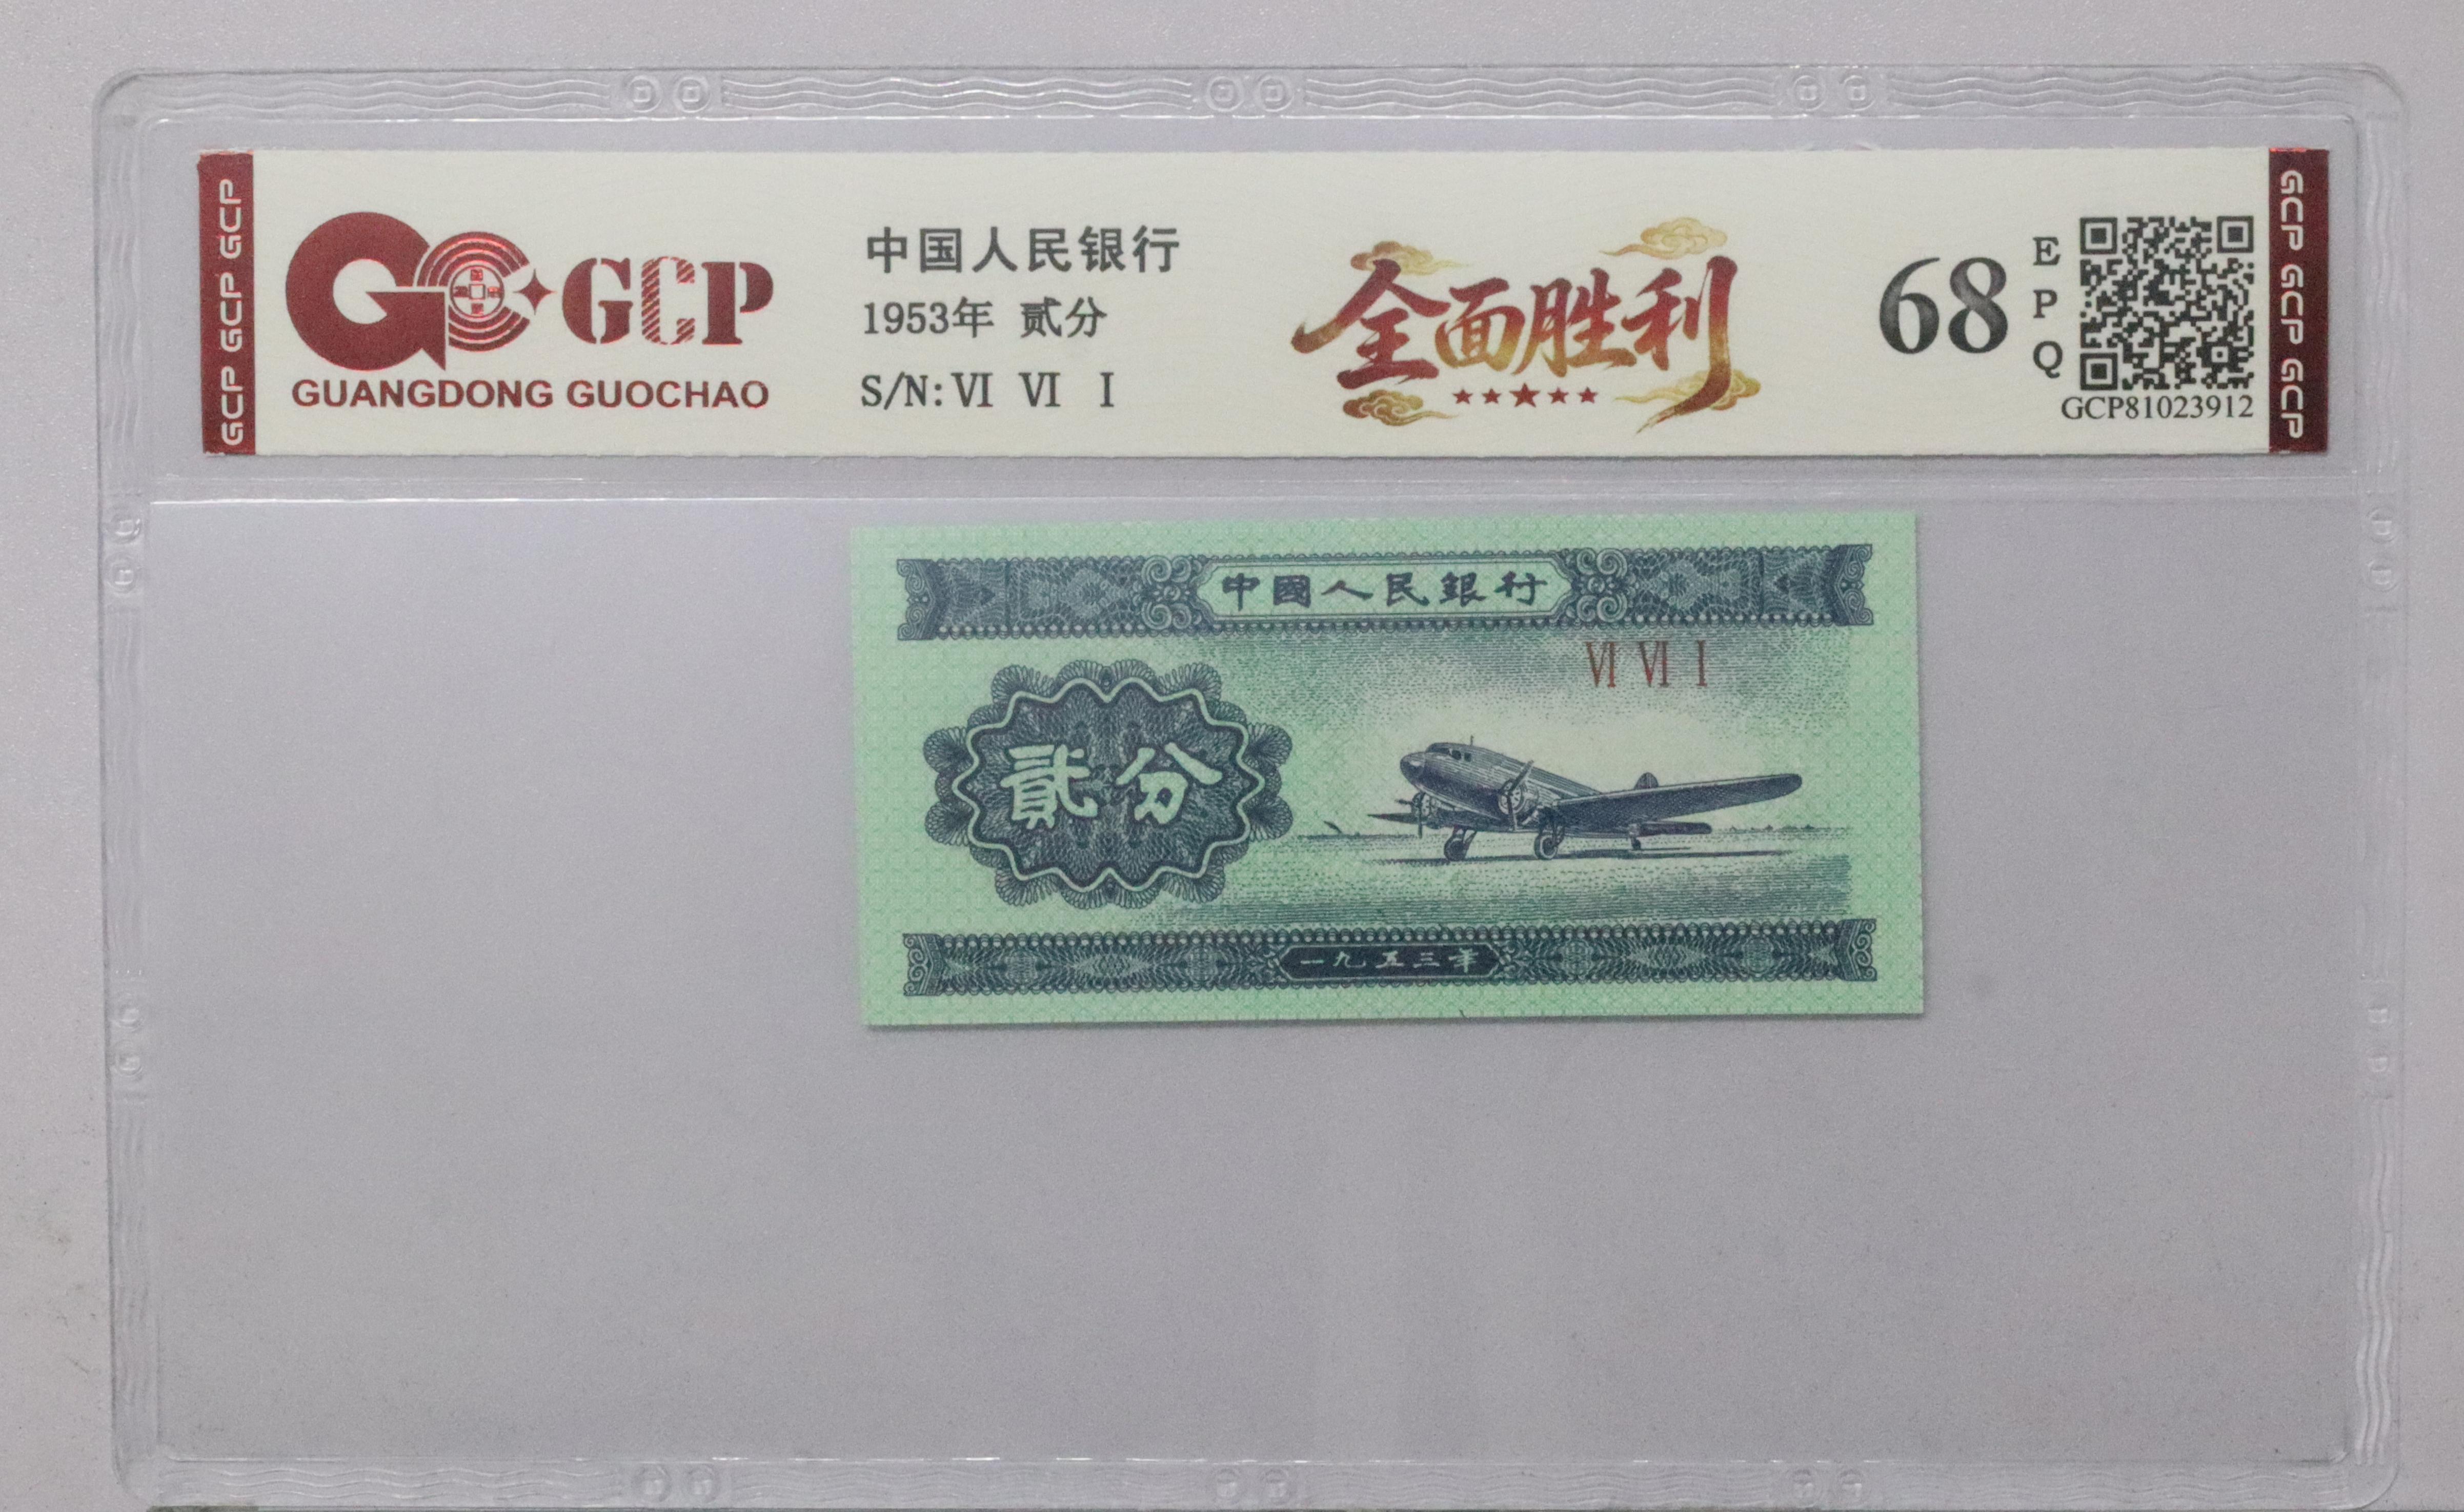 GCP GCP GCP
GCP
GUANGDONG GUOCHAO
中国人民银行
1953年 贰分
S/N: VI VI I
全面胜利
68
E
P
Q
GCP81023912
GCP GCP GCP
中國人民銀行
VI VI I
貳分
一九五三年